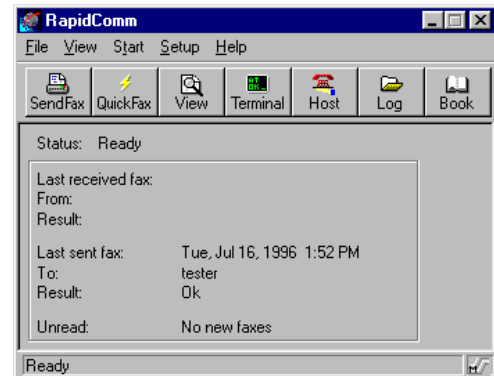 RapidComm
File View Start Setup Help
SendFax QuickFax View Terminal Host Log Book
Status: Ready
Last received fax:
From:
Result:
Last sent fax: Tue, Jul 16, 1996 1:52 PM
To: tester
Result: Ok
Unread: No new faxes
Ready